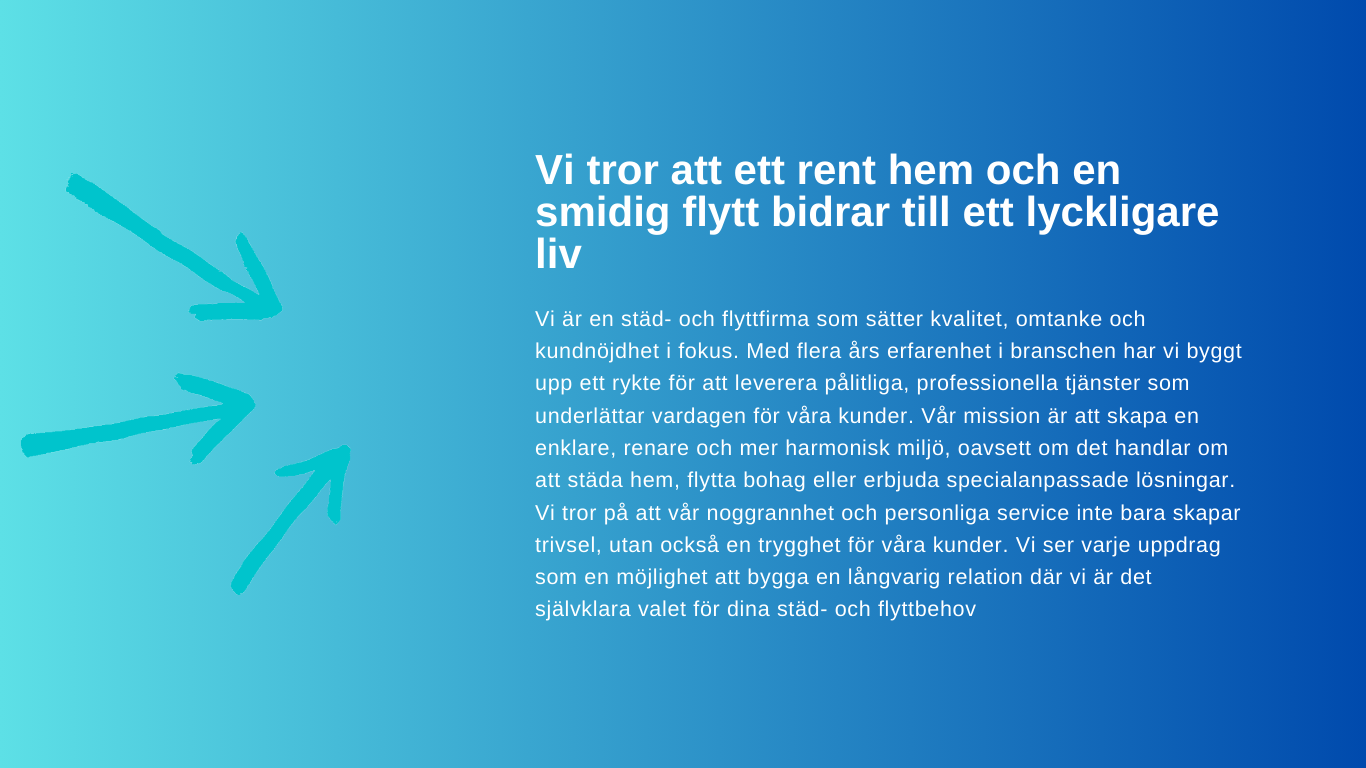 Vi tror att ett rent hem och en
smidig flytt bidrar till ett lyckligare
liv
Vi är en städ- och flyttfirma som sätter kvalitet, omtanke och
kundnöjdhet i fokus. Med flera års erfarenhet i branschen har vi byggt
upp ett rykte för att leverera pålitliga, professionella tjänster som
underlättar vardagen för våra kunder. Vår mission är att skapa en
enklare, renare och mer harmonisk miljö, oavsett om det handlar om
att städa hem, flytta bohag eller erbjuda specialanpassade lösningar.
Vi tror på att vår noggrannhet och personliga service inte bara skapar
trivsel, utan också en trygghet för våra kunder. Vi ser varje uppdrag
som en möjlighet att bygga en långvarig relation där vi är det
självklara valet för dina städ- och flyttbehov